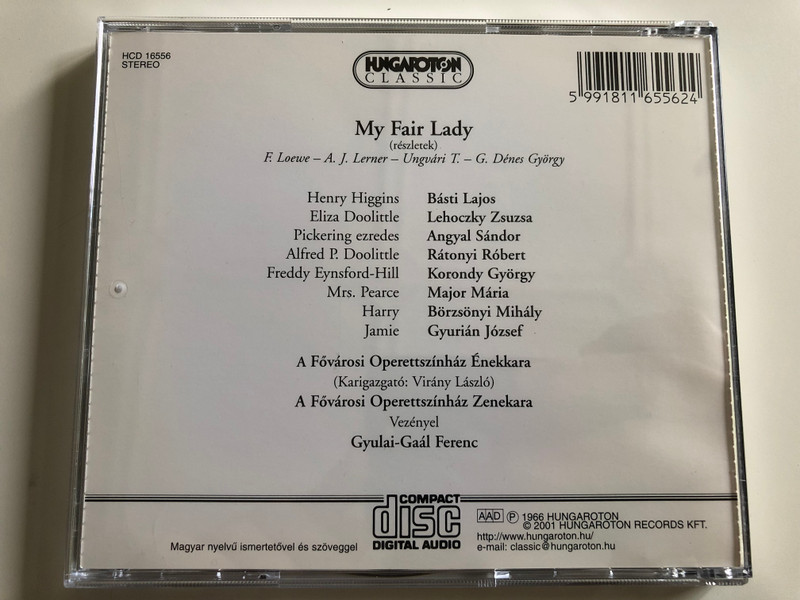 HCD 16556
STEREO
HUNGAROTON
CLASSIC
5 991811 655624
My Fair Lady
(részletek)
F. Loewe – A. J. Lerner – Ungvári T. – G. Dénes György
Henry Higgins Básti Lajos
Eliza Doolittle Lehoczky Zsuzsa
Pickering ezredes Angyal Sándor
Alfred P. Doolittle Rátonyi Róbert
Freddy Eynsford-Hill Korondy György
Mrs. Pearce Major Mária
Harry Börzsönyi Mihály
Jamie Gyurián József
A Fővárosi Operettszínház Énekkara
(Karigazgató: Virány László)
A Fővárosi Operettszínház Zenekara
Vezényel
Gyulai-Gaál Ferenc
Magyar nyelvű ismertetővel és szöveggel
COMPACT
disc
DIGITAL AUDIO
AAD ℗ 1966 HUNGAROTON
© 2001 HUNGAROTON RECORDS KFT.
http://www.hungaroton.hu/
e-mail: classic@hungaroton.hu